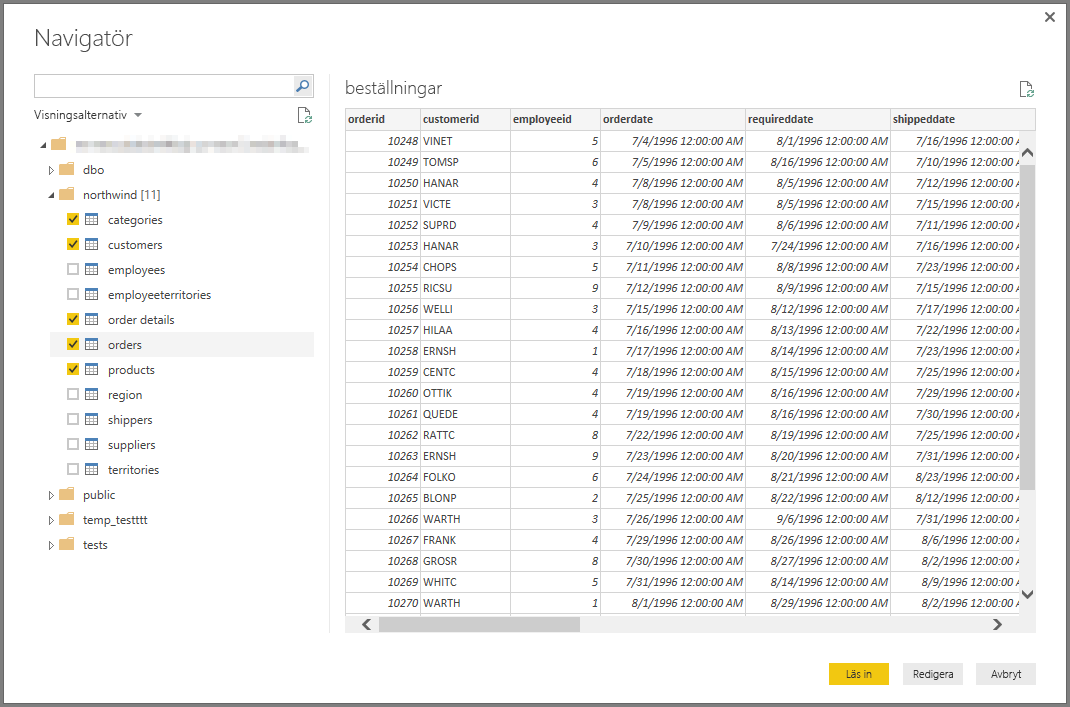 Navigatör
Visningsalternativ
dbo
northwind [11]
categories
customers
employees
employeeterritories
order details
orders
products
region
shippers
suppliers
territories
public
temp_testttt
tests
beställningar
orderid customerid employeeid orderdate requireddate shippeddate
10248 VINET 5 7/4/1996 12:00:00 AM 8/1/1996 12:00:00 AM 7/16/1996 12:00:00
10249 TOMSP 6 7/5/1996 12:00:00 AM 8/16/1996 12:00:00 AM 7/10/1996 12:00:00
10250 HANAR 4 7/8/1996 12:00:00 AM 8/5/1996 12:00:00 AM 7/12/1996 12:00:00
10251 VICTE 3 7/8/1996 12:00:00 AM 8/5/1996 12:00:00 AM 7/15/1996 12:00:00
10252 SUPRD 4 7/9/1996 12:00:00 AM 8/6/1996 12:00:00 AM 7/11/1996 12:00:00
10253 HANAR 3 7/10/1996 12:00:00 AM 7/24/1996 12:00:00 AM 7/16/1996 12:00:00
10254 CHOPS 5 7/11/1996 12:00:00 AM 8/8/1996 12:00:00 AM 7/23/1996 12:00:00
10255 RICSU 9 7/12/1996 12:00:00 AM 8/9/1996 12:00:00 AM 7/15/1996 12:00:00
10256 WELLI 3 7/15/1996 12:00:00 AM 8/12/1996 12:00:00 AM 7/17/1996 12:00:00
10257 HILAA 4 7/16/1996 12:00:00 AM 8/13/1996 12:00:00 AM 7/22/1996 12:00:00
10258 ERNSH 1 7/17/1996 12:00:00 AM 8/14/1996 12:00:00 AM 7/23/1996 12:00:00
10259 CENTC 4 7/18/1996 12:00:00 AM 8/15/1996 12:00:00 AM 7/25/1996 12:00:00
10260 OTTIK 4 7/19/1996 12:00:00 AM 8/16/1996 12:00:00 AM 7/29/1996 12:00:00
10261 QUEDE 4 7/19/1996 12:00:00 AM 8/16/1996 12:00:00 AM 7/30/1996 12:00:00
10262 RATTC 8 7/22/1996 12:00:00 AM 8/19/1996 12:00:00 AM 7/25/1996 12:00:00
10263 ERNSH 9 7/23/1996 12:00:00 AM 8/20/1996 12:00:00 AM 7/31/1996 12:00:00
10264 FOLKO 6 7/24/1996 12:00:00 AM 8/21/1996 12:00:00 AM 8/23/1996 12:00:00
10265 BLONP 2 7/25/1996 12:00:00 AM 8/22/1996 12:00:00 AM 8/12/1996 12:00:00
10266 WARTH 3 7/26/1996 12:00:00 AM 9/6/1996 12:00:00 AM 7/31/1996 12:00:00
10267 FRANK 4 7/29/1996 12:00:00 AM 8/26/1996 12:00:00 AM 8/6/1996 12:00:00
10268 GROSR 8 7/30/1996 12:00:00 AM 8/27/1996 12:00:00 AM 8/2/1996 12:00:00
10269 WHITC 5 7/31/1996 12:00:00 AM 8/14/1996 12:00:00 AM 8/9/1996 12:00:00
10270 WARTH 1 8/1/1996 12:00:00 AM 8/29/1996 12:00:00 AM 8/2/1996 12:00:00
Läs in Redigera Avbryt